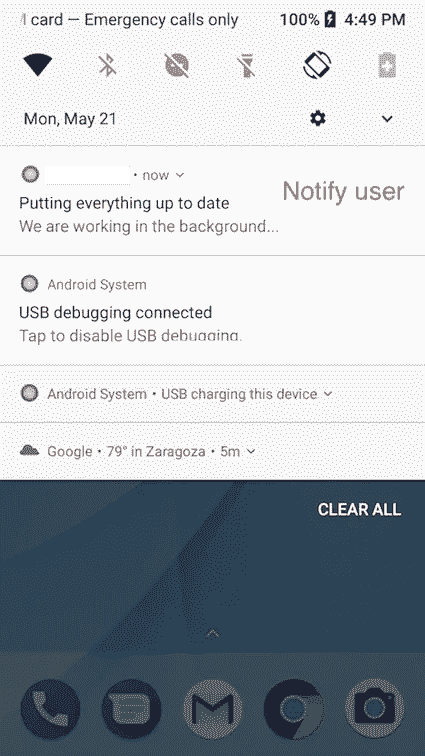 card — Emergency calls only 100% 4:49 PM
Mon, May 21
• now
Notify user
Putting everything up to date
We are working in the background...
Android System
USB debugging connected
Tap to disable USB debugging.
Android System • USB charging this device
Google • 79° in Zaragoza • 5m
CLEAR ALL